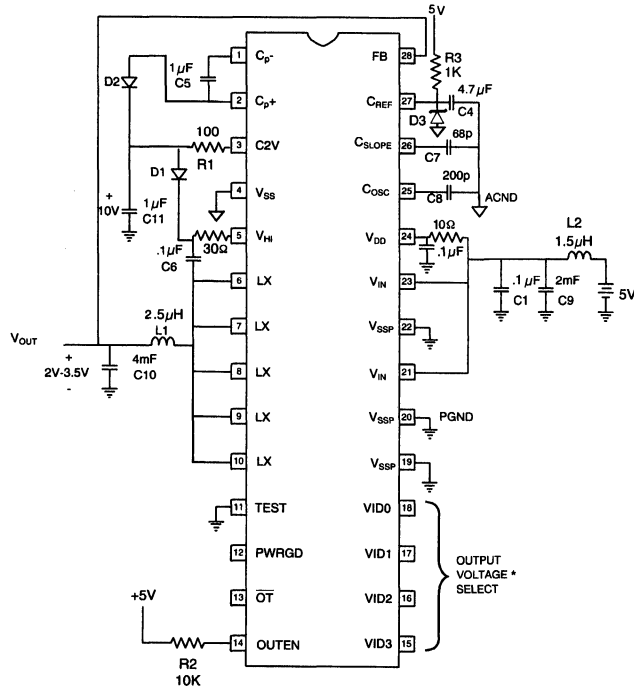 5V
R3
1K
1 Cp- FB 28
1µF
C5
D2
4.7µF
2 Cp+ CREF 27
C4
D3
100
68p
3 C2V CSLOPE 26
R1
C7
D1
200p
4 VSS COSC 25
C8
ACND
+
10V
1µF
C11
.1µF
C6
30Ω
5 VHI VDD 24
10Ω
.1µF
L2
1.5µH
6 LX VIN 23
.1µF
C1
2mF
C9
5V
2.5µH
L1
7 LX VSSP 22
VOUT
+
2V-3.5V
-
4mF
C10
8 LX VIN 21
9 LX VSSP 20 PGND
10 LX VSSP 19
11 TEST VID0 18
12 PWRGD VID1 17
OUTPUT
VOLTAGE *
SELECT
13 OT VID2 16
+5V
14 OUTEN VID3 15
R2
10K